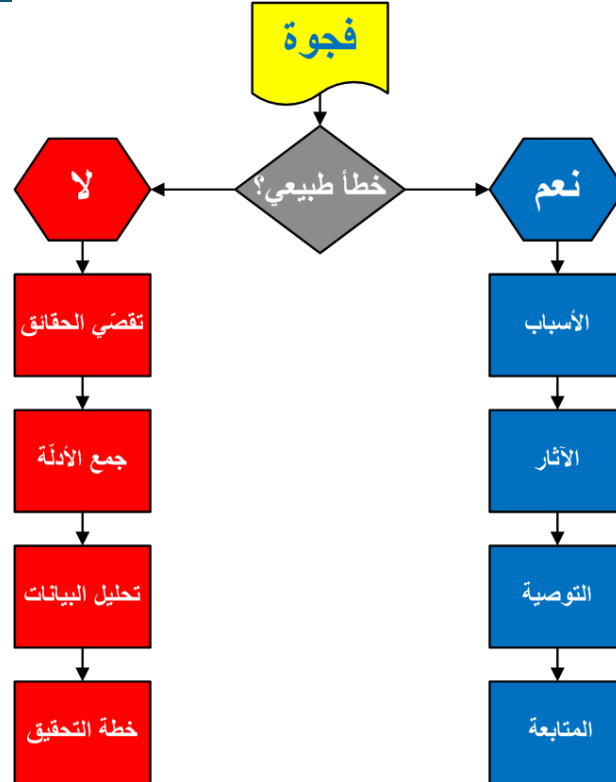 فجوة
خطأ طبيعي؟
نعم
لا
الأسباب
تقصّي الحقائق
الآثار
جمع الأدلّة
التوصية
تحليل البيانات
المتابعة
خطة التحقيق